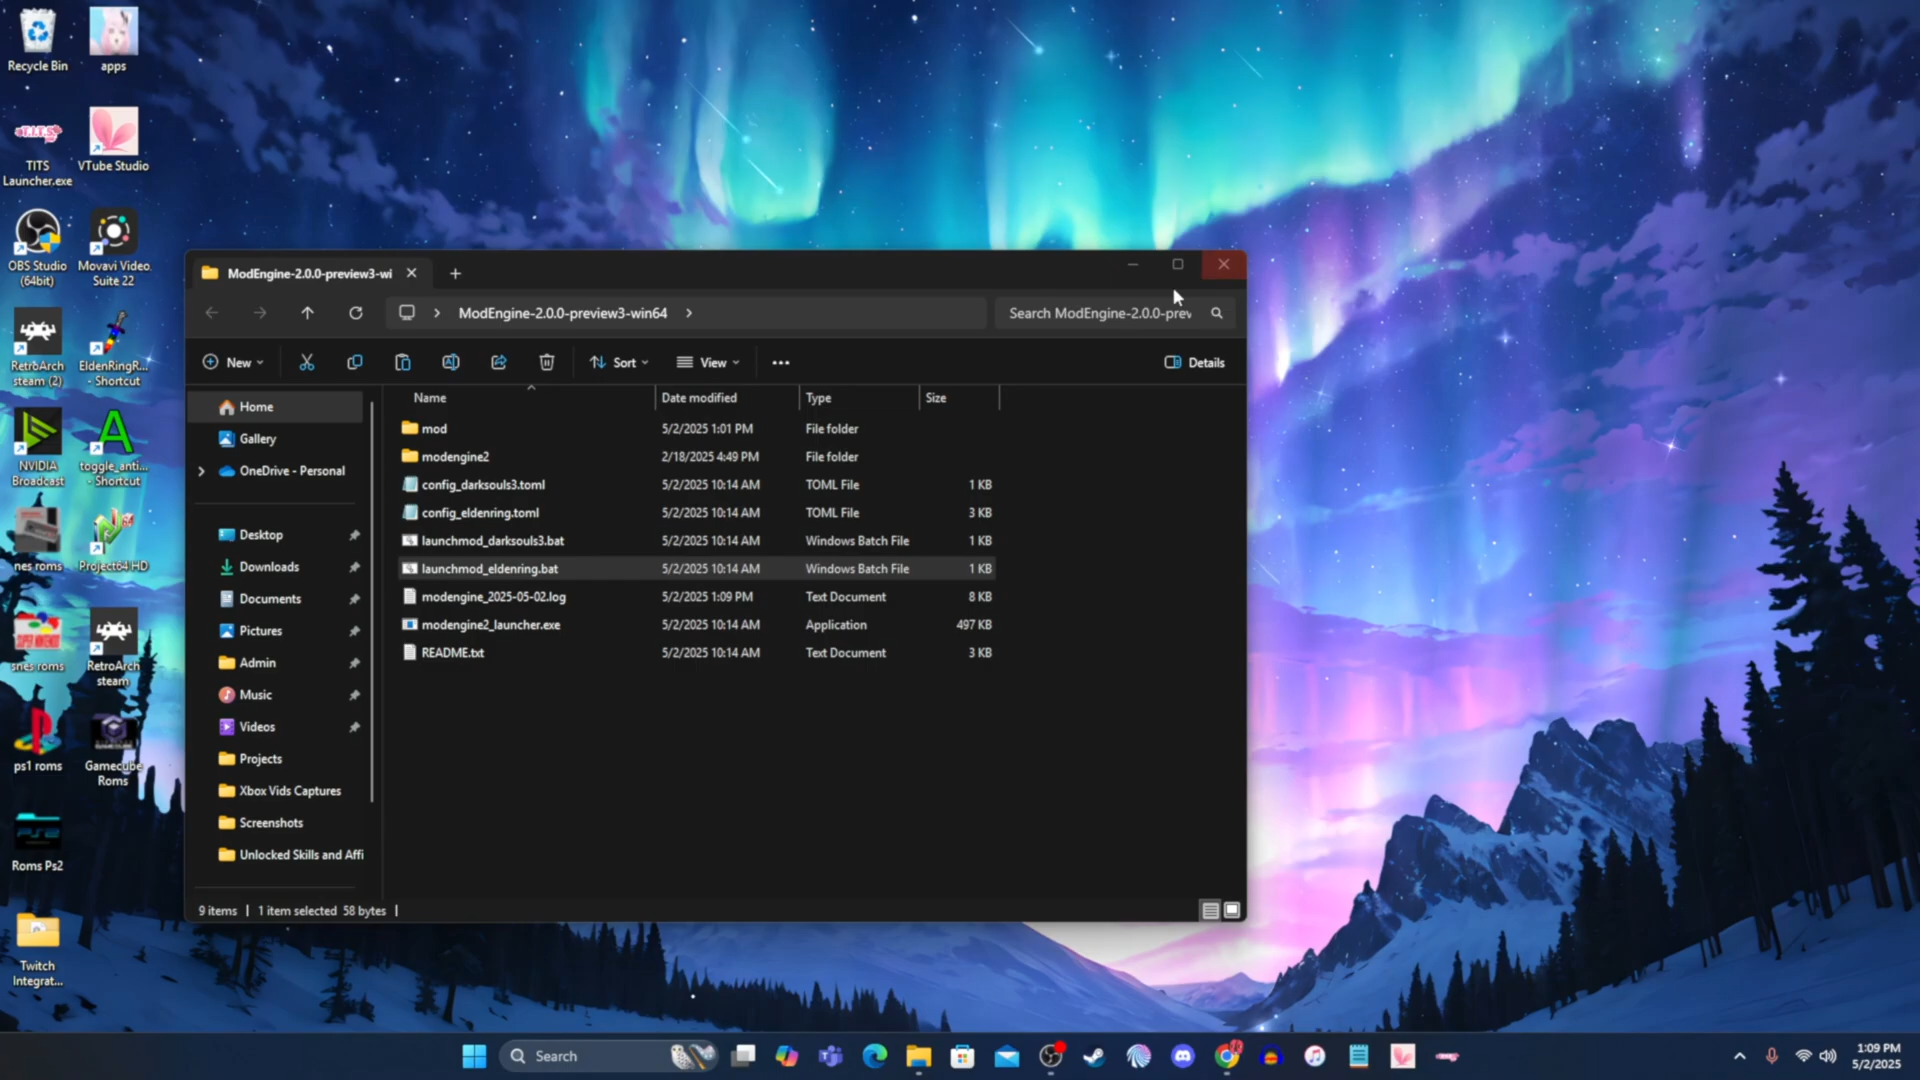 Recycle Bin
apps
TITS
Launcher.exe
VTube Studio
OBS Studio
(64bit)
Movavi Video
Suite 22
RetroArch
steam (2)
EldenRingR...
- Shortcut
NVIDIA
Broadcast
toggle_anti...
- Shortcut
nes roms
Project64 HD
snes roms
RetroArch
steam
ps1 roms
Gamecube
Roms
Roms Ps2
Twitch
Integrat...
ModEngine-2.0.0-preview3-wi
ModEngine-2.0.0-preview3-win64
Search ModEngine-2.0.0-prev
New
Sort
View
Details
Home
Gallery
OneDrive - Personal
Desktop
Downloads
Documents
Pictures
Admin
Music
Videos
Projects
Xbox Vids Captures
Screenshots
Unlocked Skills and Affi
Name Date modified Type Size
mod 5/2/2025 1:01 PM File folder
modengine2 2/18/2025 4:49 PM File folder
config_darksouls3.toml 5/2/2025 10:14 AM TOML File 1 KB
config_eldenring.toml 5/2/2025 10:14 AM TOML File 3 KB
launchmod_darksouls3.bat 5/2/2025 10:14 AM Windows Batch File 1 KB
launchmod_eldenring.bat 5/2/2025 10:14 AM Windows Batch File 1 KB
modengine_2025-05-02.log 5/2/2025 1:09 PM Text Document 8 KB
modengine2_launcher.exe 5/2/2025 10:14 AM Application 497 KB
README.txt 5/2/2025 10:14 AM Text Document 3 KB
9 items 1 item selected 58 bytes
Search
1:09 PM
5/2/2025